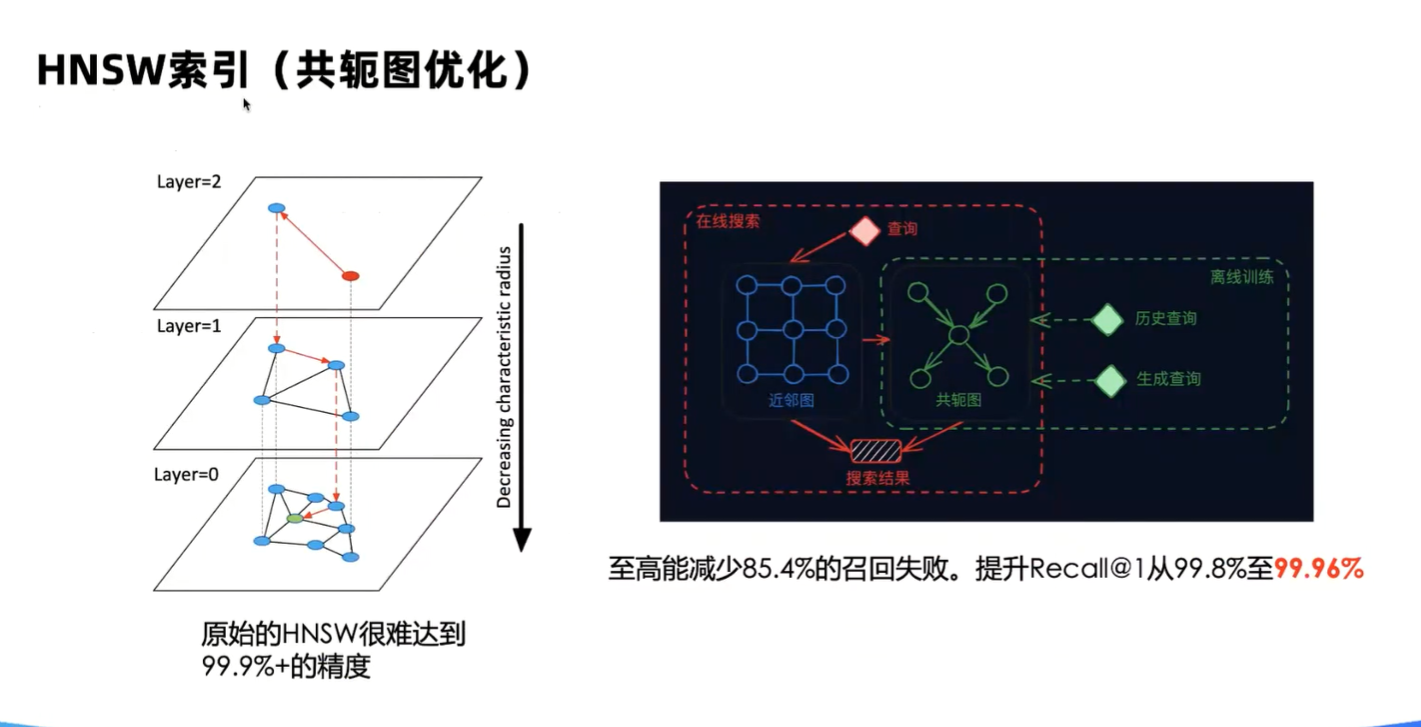 HNSW索引（共轭图优化）
Layer=2
Layer=1
Layer=0
Decreasing characteristic radius
原始的HNSW很难达到
99.9%+的精度
在线搜索
查询
离线训练
历史查询
生成查询
近邻图
共轭图
搜索结果
至高能减少85.4%的召回失败。提升Recall@1从99.8%至99.96%